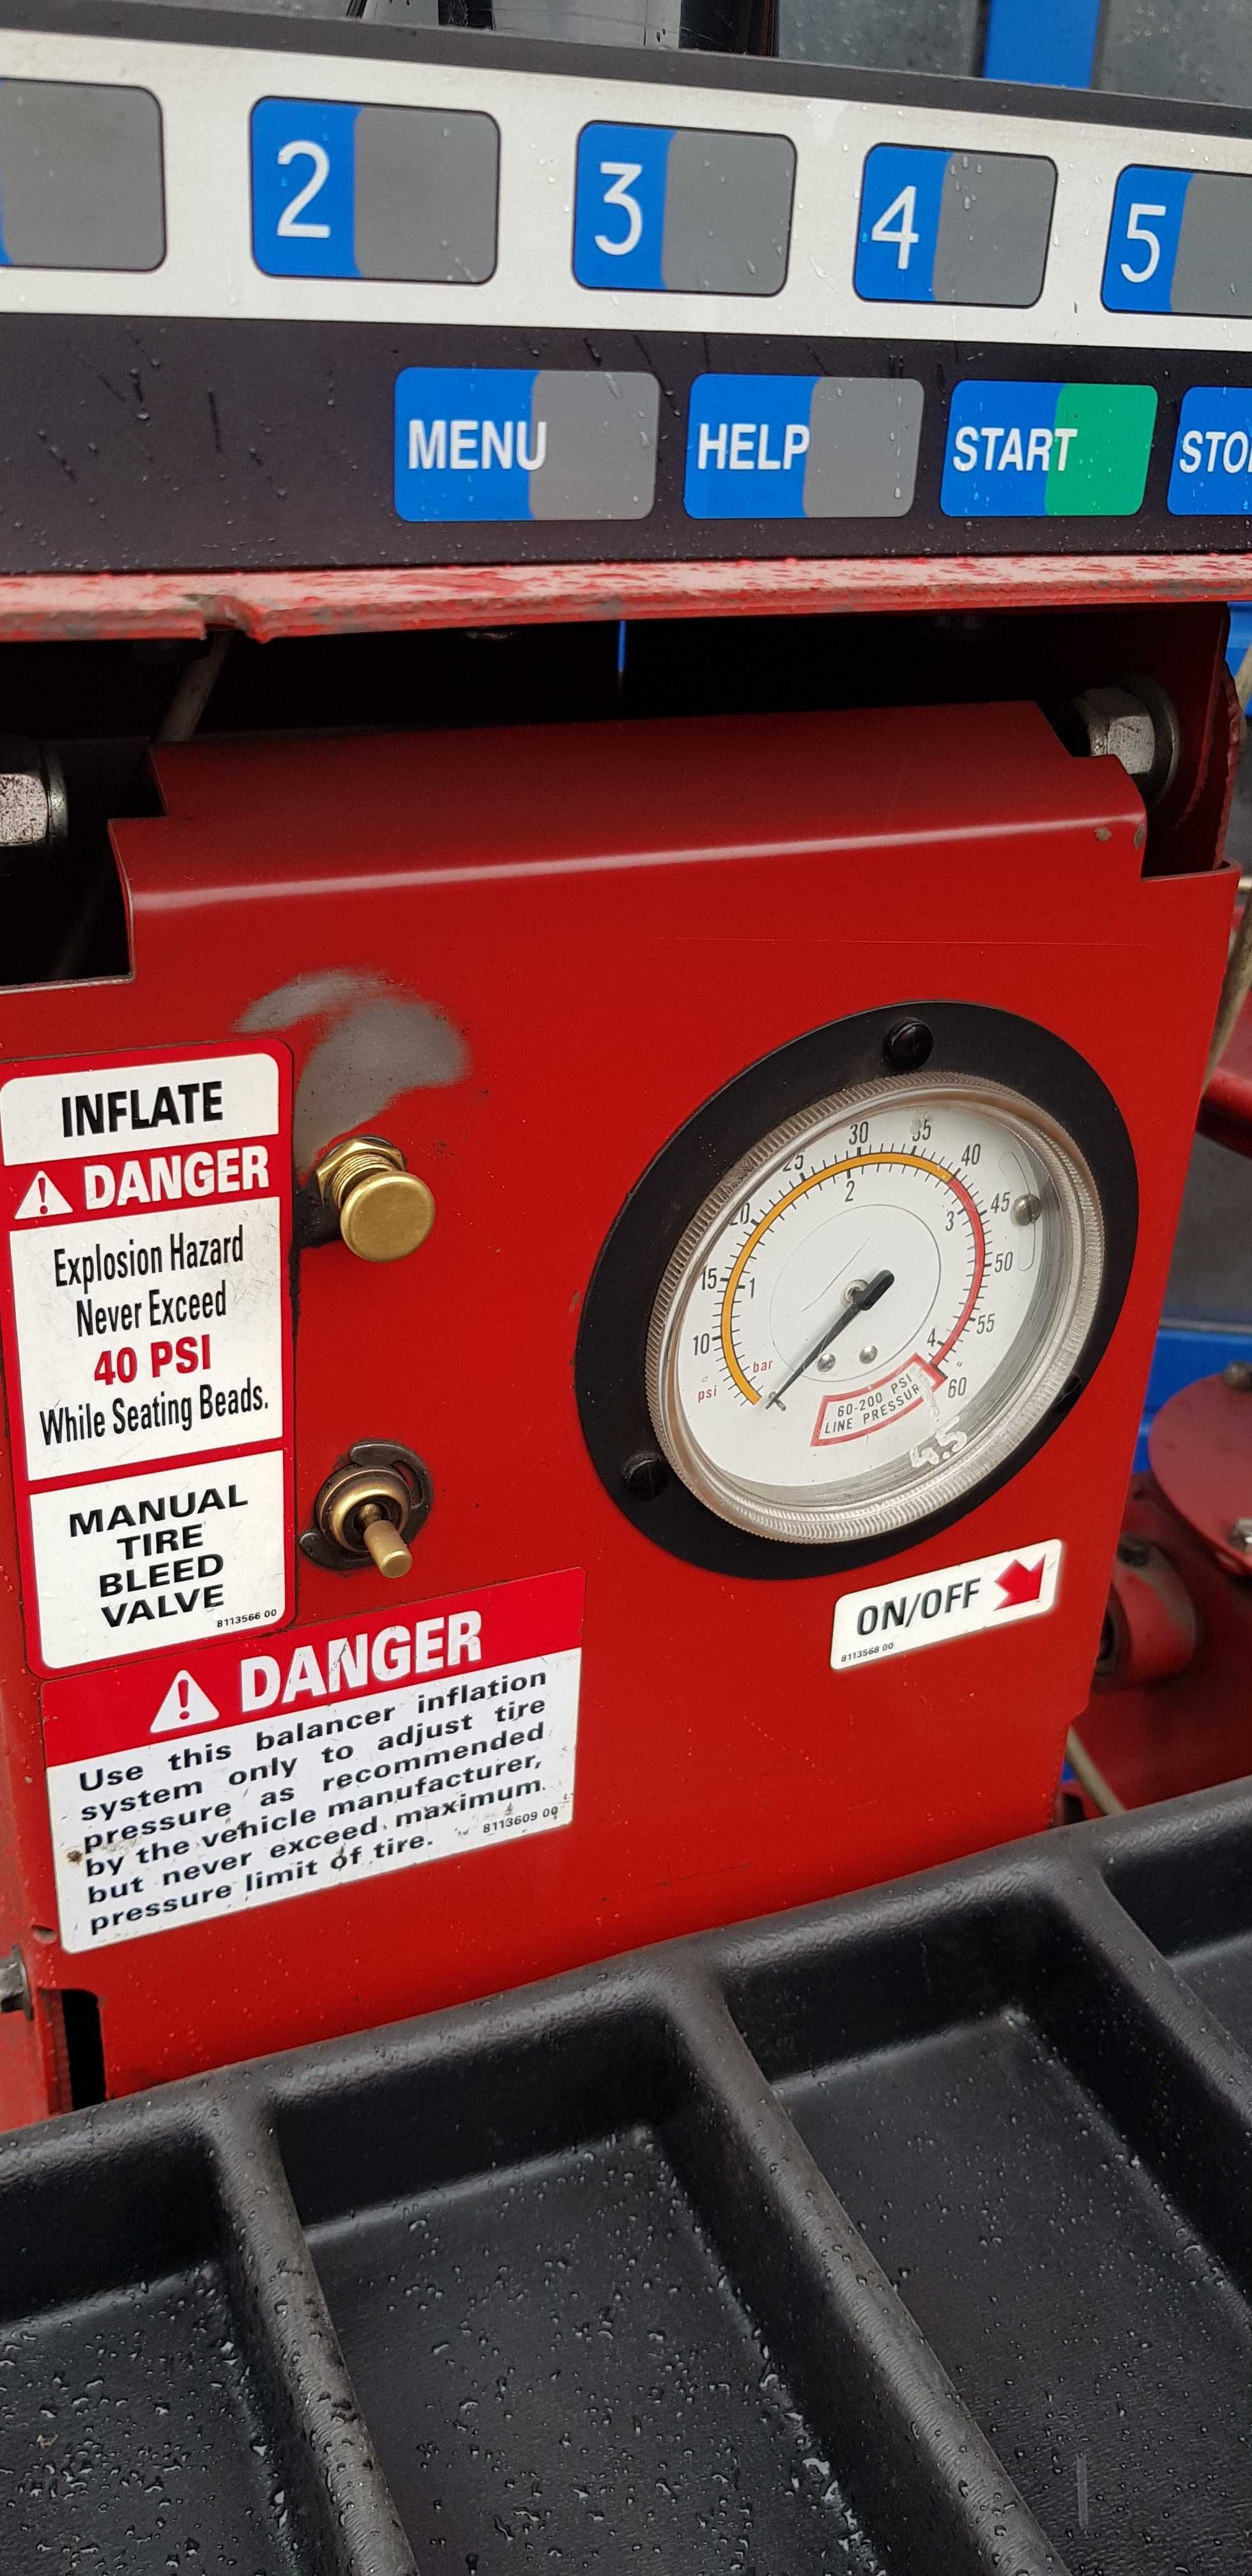 2
3
4
5
MENU
HELP
START
INFLATE
DANGER
Explosion Hazard
Never Exceed
40 PSI
While Seating Beads.
MANUAL
TIRE
BLEED
VALVE
8113566 00
DANGER
Use this balancer inflation
system only to adjust tire
pressure as recommended
by the vehicle manufacturer,
but never exceed maximum
pressure limit of tire.
8113609 00
10
15
20
25
30
35
40
45
50
55
60
1
2
3
4
bar
psi
60-200 PSI
LINE PRESSURE
ON/OFF
8113568 00